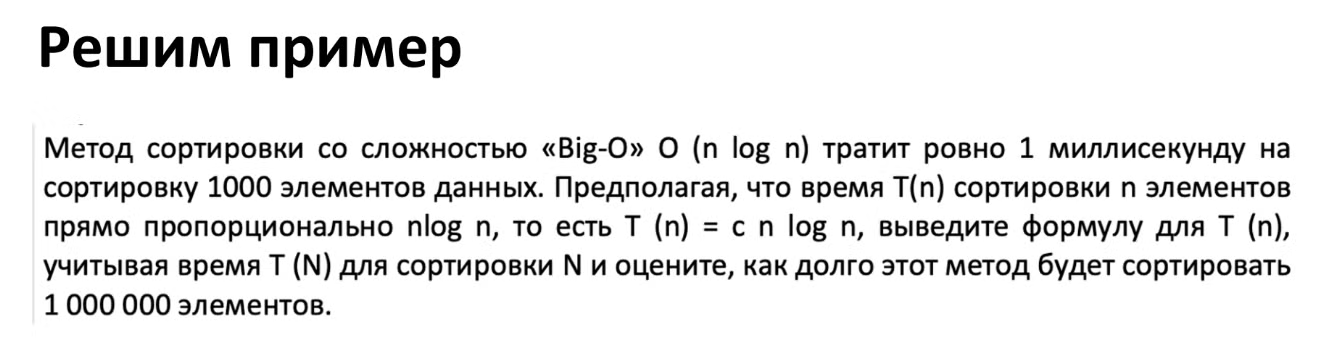 Решим пример
Метод сортировки со сложностью «Big-O» O (n log n) тратит ровно 1 миллисекунду на
сортировку 1000 элементов данных. Предполагая, что время T(n) сортировки n элементов
прямо пропорционально nlog n, то есть T (n) = c n log n, выведите формулу для T (n),
учитывая время T (N) для сортировки N и оцените, как долго этот метод будет сортировать
1 000 000 элементов.